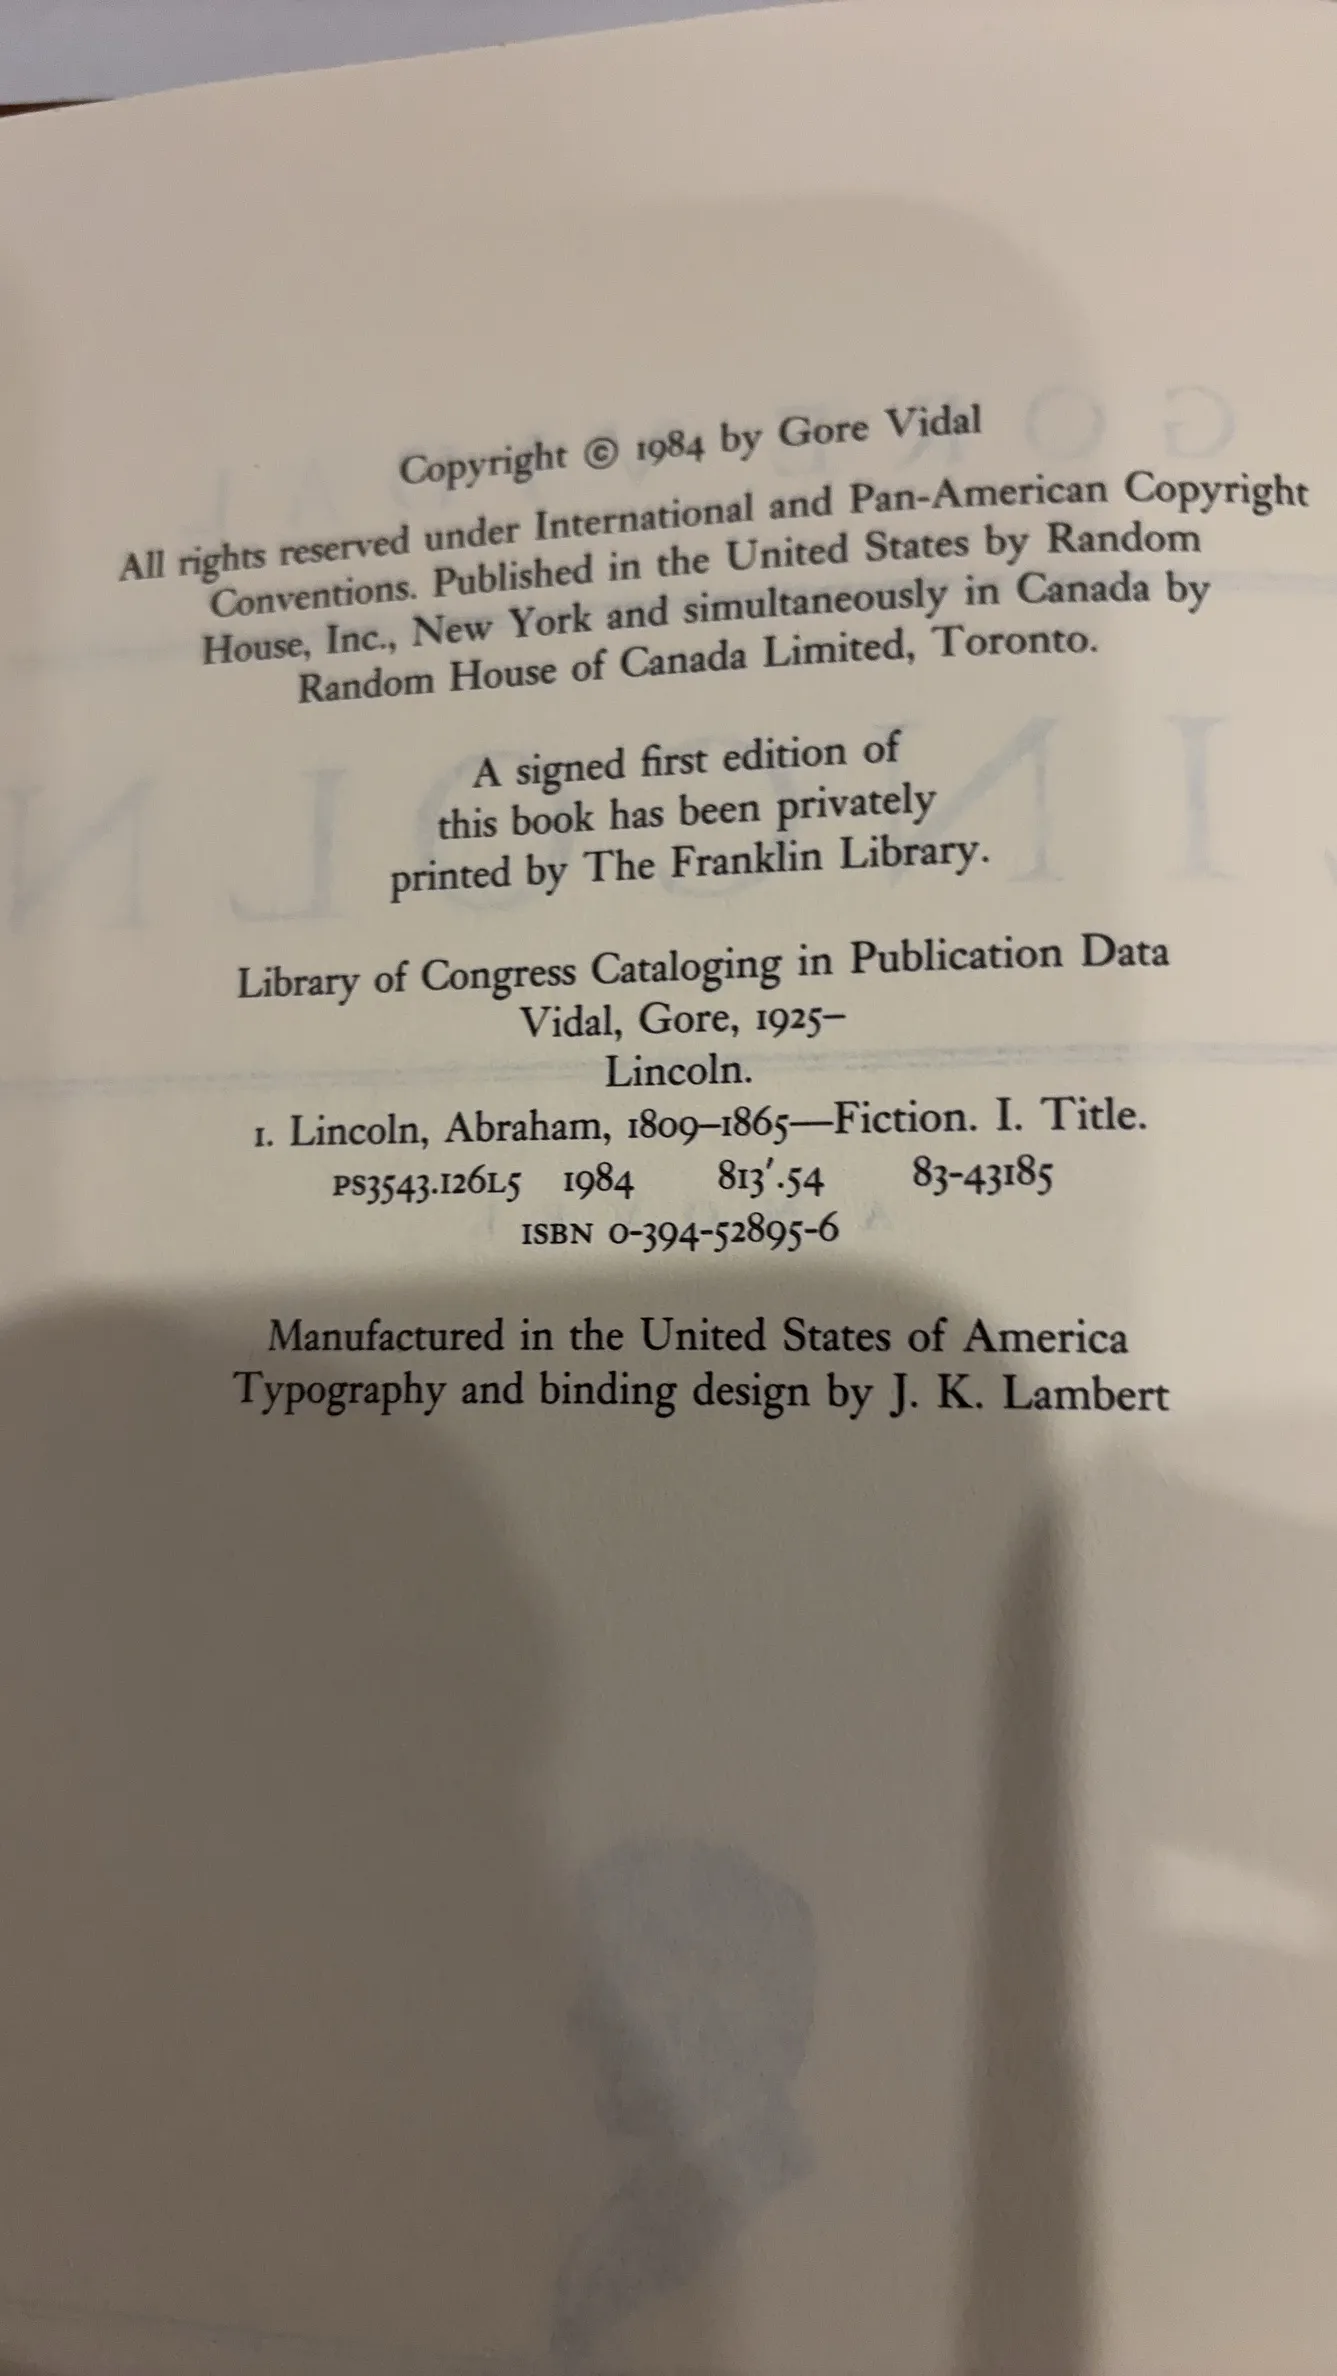 Copyright © 1984 by Gore Vidal
All rights reserved under International and Pan-American Copyright
Conventions. Published in the United States by Random
House, Inc., New York and simultaneously in Canada by
Random House of Canada Limited, Toronto.
A signed first edition of
this book has been privately
printed by The Franklin Library.
Library of Congress Cataloging in Publication Data
Vidal, Gore, 1925–
Lincoln.
1. Lincoln, Abraham, 1809–1865—Fiction. I. Title.
PS3543.I26L5 1984 813'.54 83-43185
ISBN 0-394-52895-6
Manufactured in the United States of America
Typography and binding design by J. K. Lambert